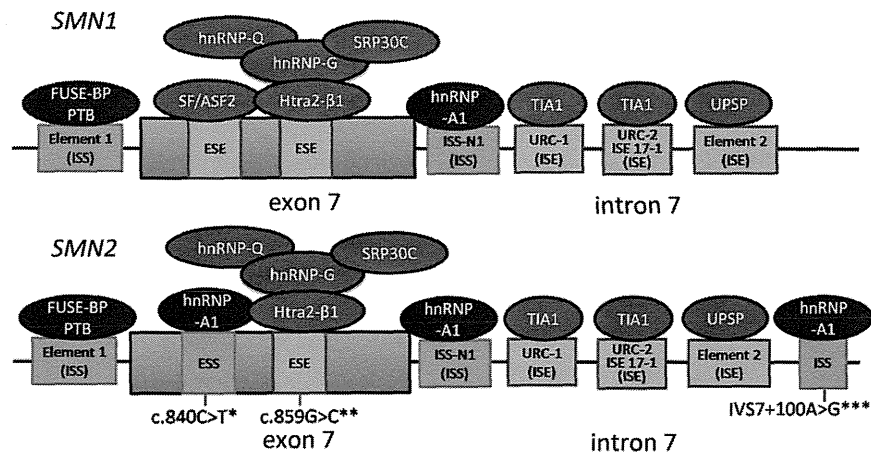 SMN1
hnRNP-Q
SRP30C
hnRNP-G
FUSE-BP
PTB
SF/ASF2
Htra2-β1
hnRNP
-A1
TIA1
TIA1
UPSP
Element 1
(ISS)
ESE
ESE
ISS-N1
(ISS)
URC-1
(ISE)
URC-2
ISE 17-1
(ISE)
Element 2
(ISE)
exon 7
intron 7
SMN2
hnRNP-Q
SRP30C
hnRNP-G
FUSE-BP
PTB
hnRNP
-A1
Htra2-β1
hnRNP
-A1
TIA1
TIA1
UPSP
hnRNP
-A1
Element 1
(ISS)
ESS
ESE
ISS-N1
(ISS)
URC-1
(ISE)
URC-2
ISE 17-1
(ISE)
Element 2
(ISE)
ISS
c.840C>T*
c.859G>C**
IVS7+100A>G***
exon 7
intron 7